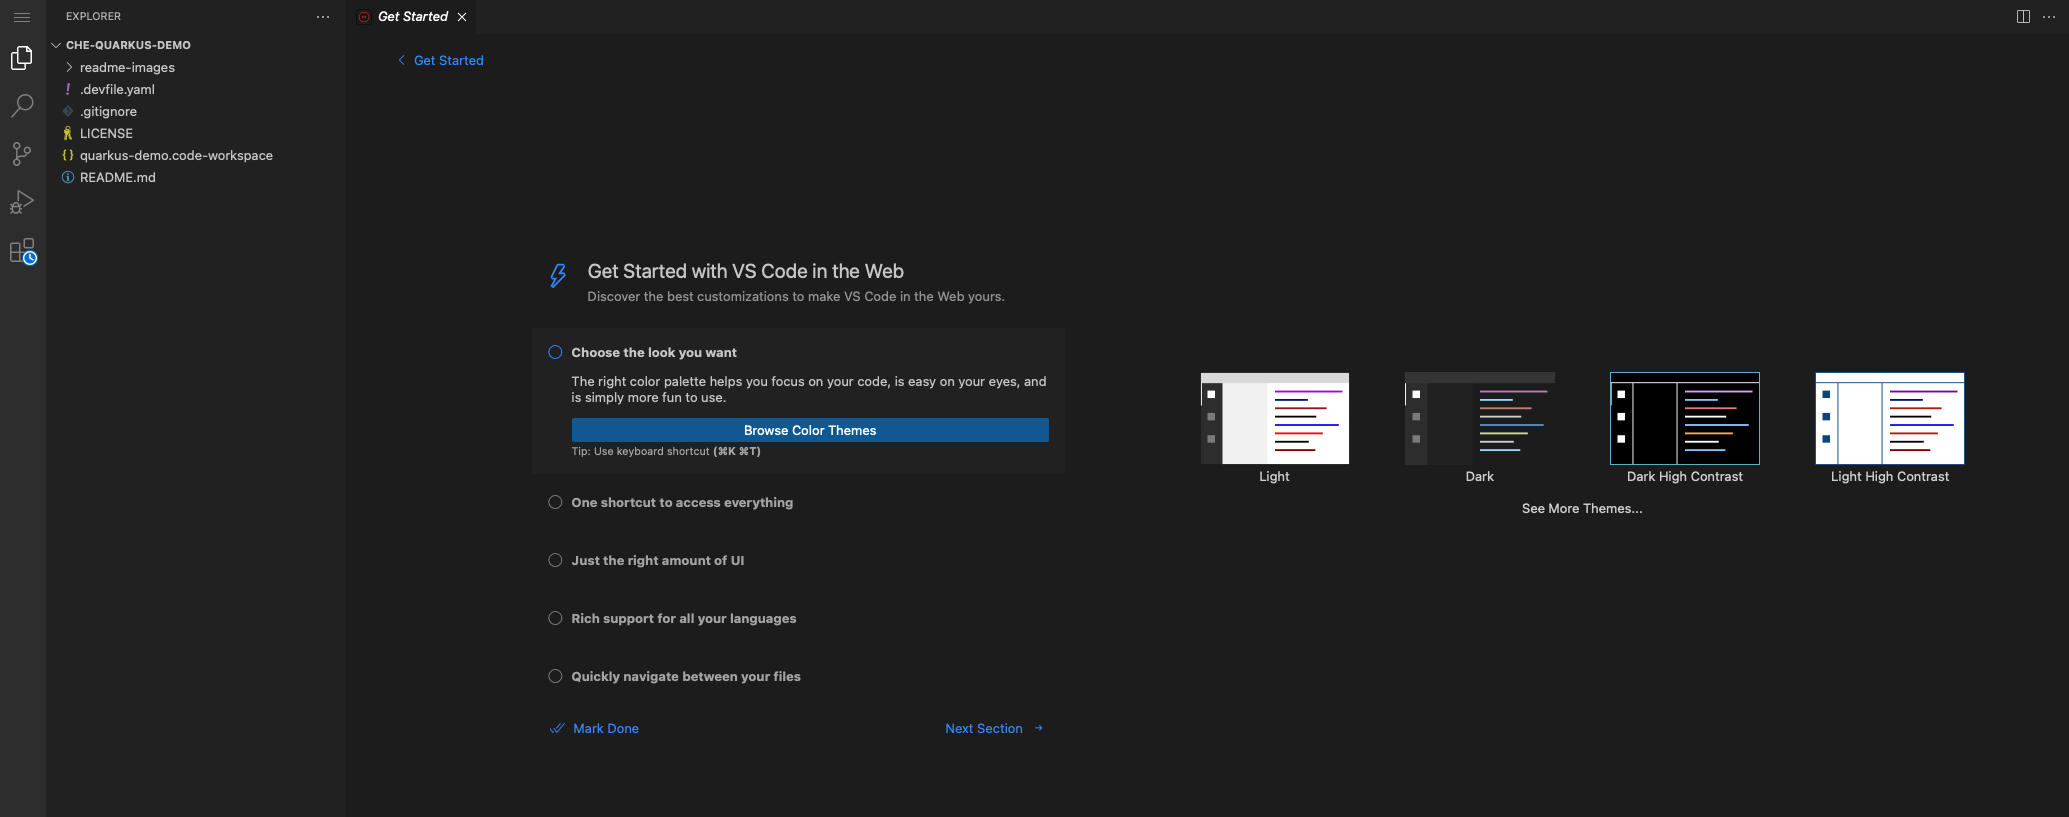 EXPLORER
CHE-QUARKUS-DEMO
readme-images
.devfile.yaml
.gitignore
LICENSE
quarkus-demo.code-workspace
README.md
Get Started
Get Started
Get Started with VS Code in the Web
Discover the best customizations to make VS Code in the Web yours.
Choose the look you want
The right color palette helps you focus on your code, is easy on your eyes, and
is simply more fun to use.
Browse Color Themes
Tip: Use keyboard shortcut (⌘K ⌘T)
One shortcut to access everything
Just the right amount of UI
Rich support for all your languages
Quickly navigate between your files
Mark Done
Next Section
Light
Dark
Dark High Contrast
Light High Contrast
See More Themes...